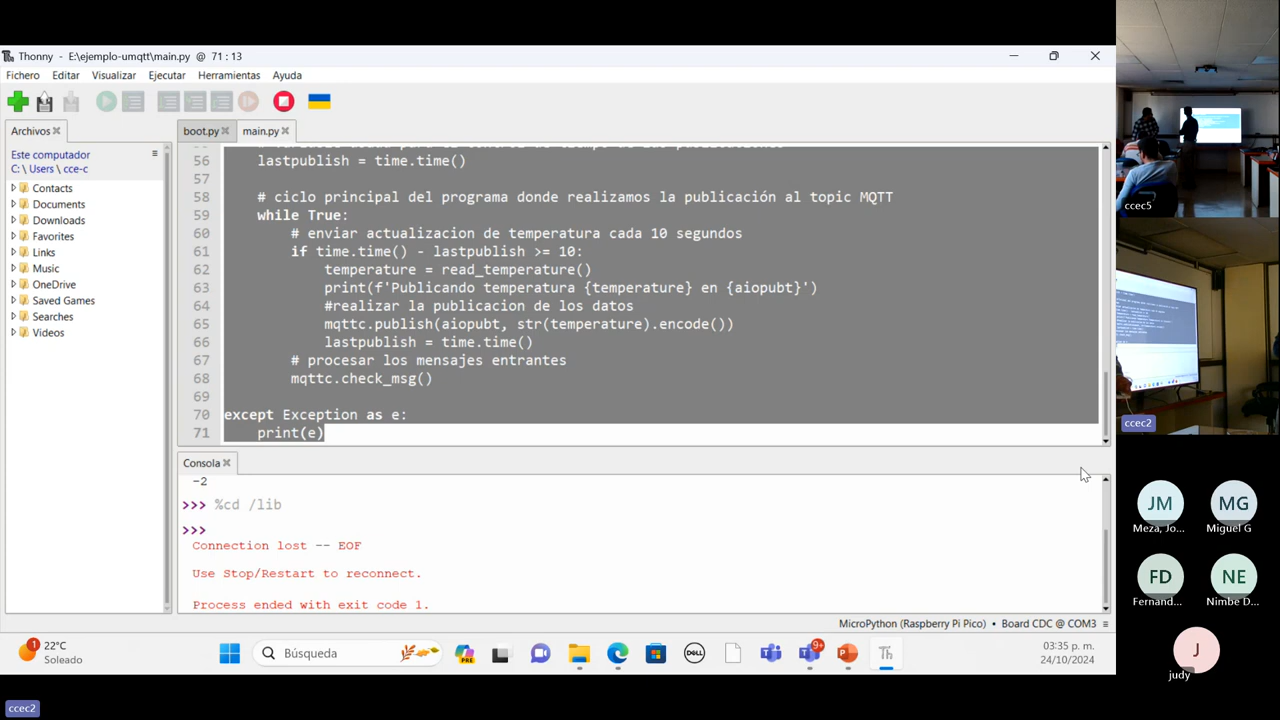 Thonny - E:\ejemplo-umqtt\main.py @ 71 : 13
Fichero Editar Visualizar Ejecutar Herramientas Ayuda
Archivos
boot.py main.py
Este computador
C: \ Users \ cce-c
Contacts
Documents
Downloads
Favorites
Links
Music
OneDrive
Saved Games
Searches
Videos
56 lastpublish = time.time()
57
58 # ciclo principal del programa donde realizamos la publicación al topic MQTT
59 while True:
60 # enviar actualizacion de temperatura cada 10 segundos
61 if time.time() - lastpublish >= 10:
62 temperature = read_temperature()
63 print(f'Publicando temperatura {temperature} en {aiopubt}')
64 #realizar la publicacion de los datos
65 mqttc.publish(aiopubt, str(temperature).encode())
66 lastpublish = time.time()
67 # procesar los mensajes entrantes
68 mqttc.check_msg()
69
70 except Exception as e:
71 print(e)
Consola
-2
>>> %cd /lib
>>>
Connection lost -- EOF
Use Stop/Restart to reconnect.
Process ended with exit code 1.
MicroPython (Raspberry Pi Pico) • Board CDC @ COM3
1
22°C
Soleado
Búsqueda
PRE
DELL
9+
Th
03:35 p. m.
24/10/2024
ccec5
ccec2
JM
Meza, Jo...
MG
Miguel G
FD
Fernand...
NE
Nimbe D...
J
judy
ccec2